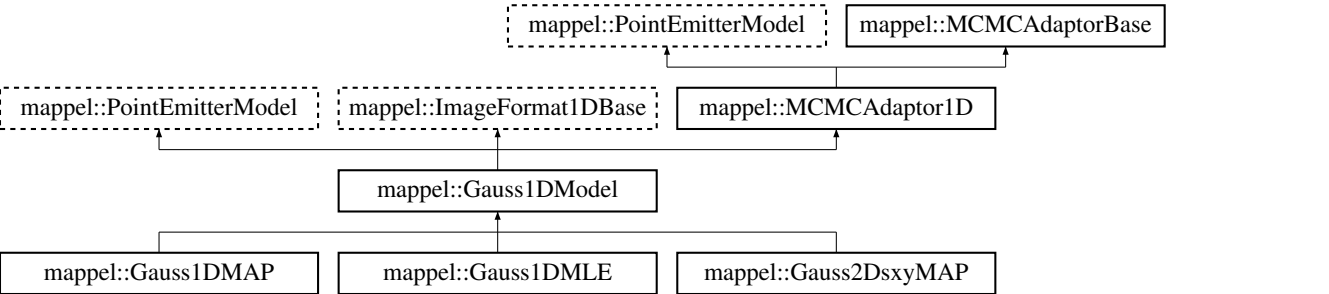 mappel::PointEmitterModel
mappel::MCMCAdaptorBase
mappel::PointEmitterModel
mappel::ImageFormat1DBase
mappel::MCMCAdaptor1D
mappel::Gauss1DModel
mappel::Gauss1DMAP
mappel::Gauss1DMLE
mappel::Gauss2DsxyMAP